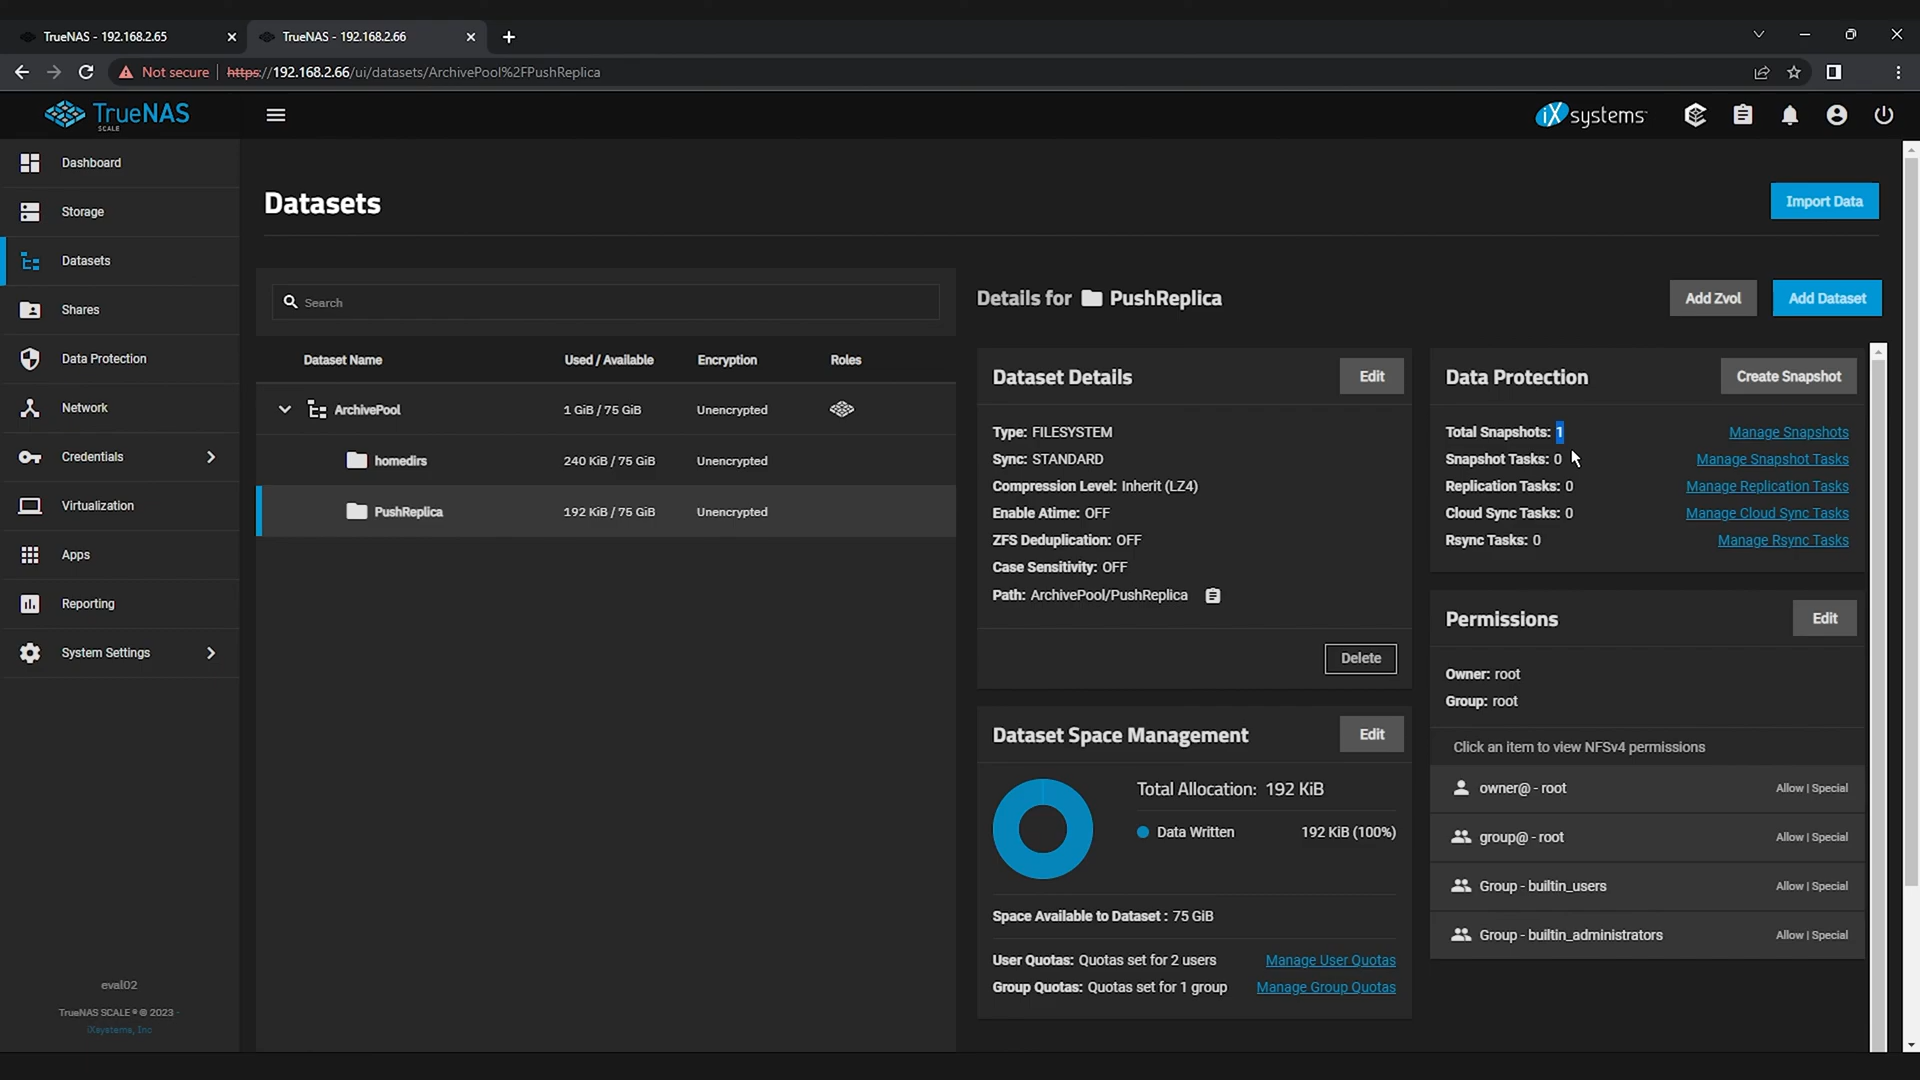 TrueNAS - 192.168.2.65
TrueNAS - 192.168.2.66
Not secure
https://192.168.2.66/ui/datasets/ArchivePool%2FPushReplica
TrueNAS
SCALE
iXsystems
Dashboard
Storage
Datasets
Shares
Data Protection
Network
Credentials
Virtualization
Apps
Reporting
System Settings
eval02
TrueNAS SCALE ® © 2023 -
iXsystems, Inc
Datasets
Import Data
Search
Dataset Name Used / Available Encryption Roles
ArchivePool 1 GiB / 75 GiB Unencrypted
homedirs 240 KiB / 75 GiB Unencrypted
PushReplica 192 KiB / 75 GiB Unencrypted
Details for PushReplica
Add Zvol
Add Dataset
Dataset Details
Edit
Type: FILESYSTEM
Sync: STANDARD
Compression Level: Inherit (LZ4)
Enable Atime: OFF
ZFS Deduplication: OFF
Case Sensitivity: OFF
Path: ArchivePool/PushReplica
Delete
Dataset Space Management
Edit
Total Allocation: 192 KiB
Data Written 192 KiB (100%)
Space Available to Dataset : 75 GiB
User Quotas: Quotas set for 2 users Manage User Quotas
Group Quotas: Quotas set for 1 group Manage Group Quotas
Data Protection
Create Snapshot
Total Snapshots: 1 Manage Snapshots
Snapshot Tasks: 0 Manage Snapshot Tasks
Replication Tasks: 0 Manage Replication Tasks
Cloud Sync Tasks: 0 Manage Cloud Sync Tasks
Rsync Tasks: 0 Manage Rsync Tasks
Permissions
Edit
Owner: root
Group: root
Click an item to view NFSv4 permissions
owner@ - root Allow | Special
group@ - root Allow | Special
Group - builtin_users Allow | Special
Group - builtin_administrators Allow | Special